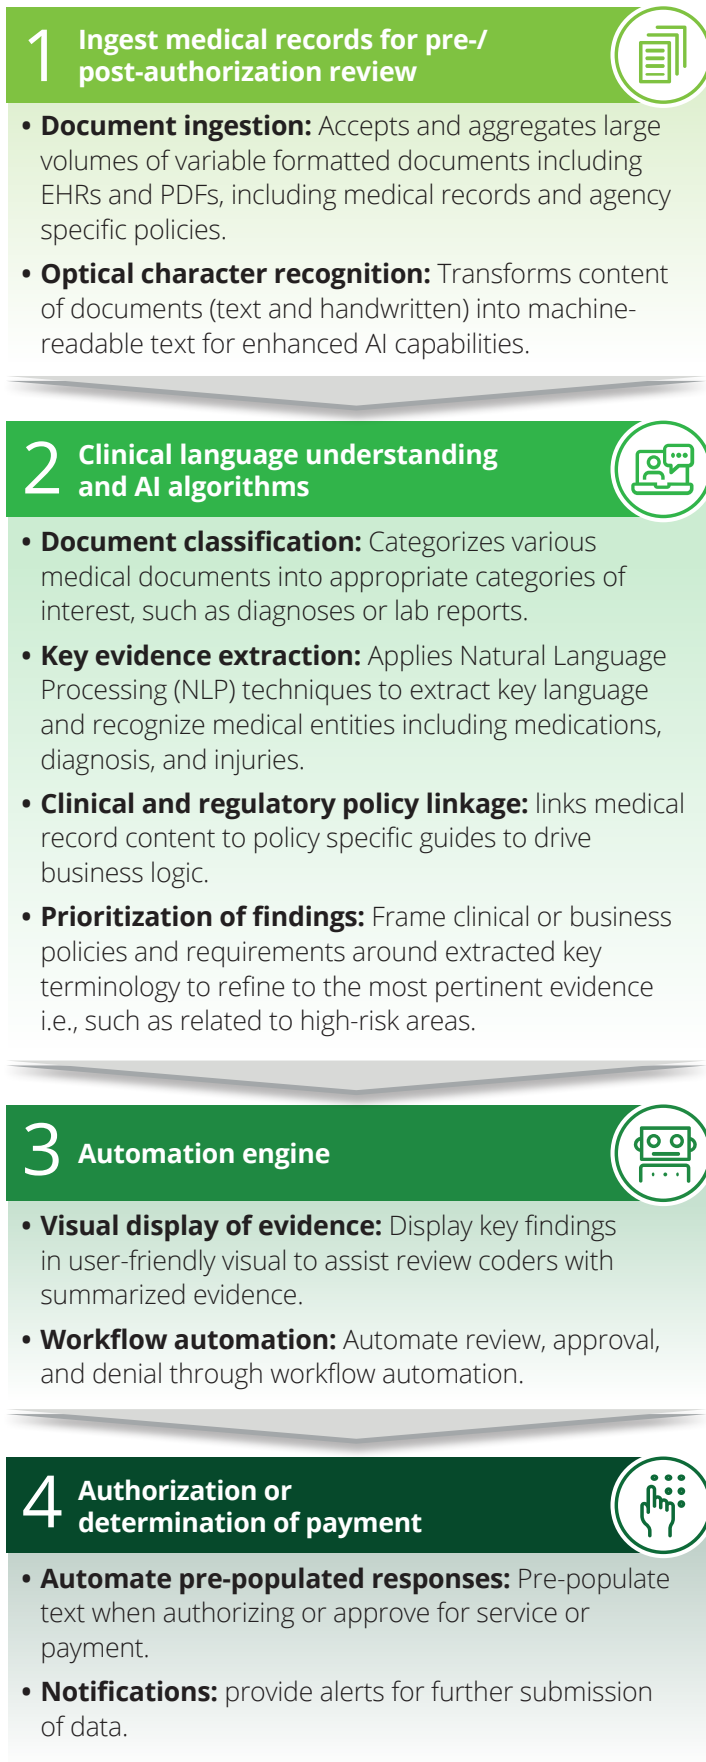 1
Ingest medical records for pre-/
post-authorization review
• Document ingestion: Accepts and aggregates large
volumes of variable formatted documents including
EHRs and PDFs, including medical records and agency
specific policies.
• Optical character recognition: Transforms content
of documents (text and handwritten) into machine-
readable text for enhanced AI capabilities.
2
Clinical language understanding
and AI algorithms
• Document classification: Categorizes various
medical documents into appropriate categories of
interest, such as diagnoses or lab reports.
• Key evidence extraction: Applies Natural Language
Processing (NLP) techniques to extract key language
and recognize medical entities including medications,
diagnosis, and injuries.
• Clinical and regulatory policy linkage: links medical
record content to policy specific guides to drive
business logic.
• Prioritization of findings: Frame clinical or business
policies and requirements around extracted key
terminology to refine to the most pertinent evidence
i.e., such as related to high-risk areas.
3
Automation engine
• Visual display of evidence: Display key findings
in user-friendly visual to assist review coders with
summarized evidence.
• Workflow automation: Automate review, approval,
and denial through workflow automation.
4
Authorization or
determination of payment
• Automate pre-populated responses: Pre-populate
text when authorizing or approve for service or
payment.
• Notifications: provide alerts for further submission
of data.